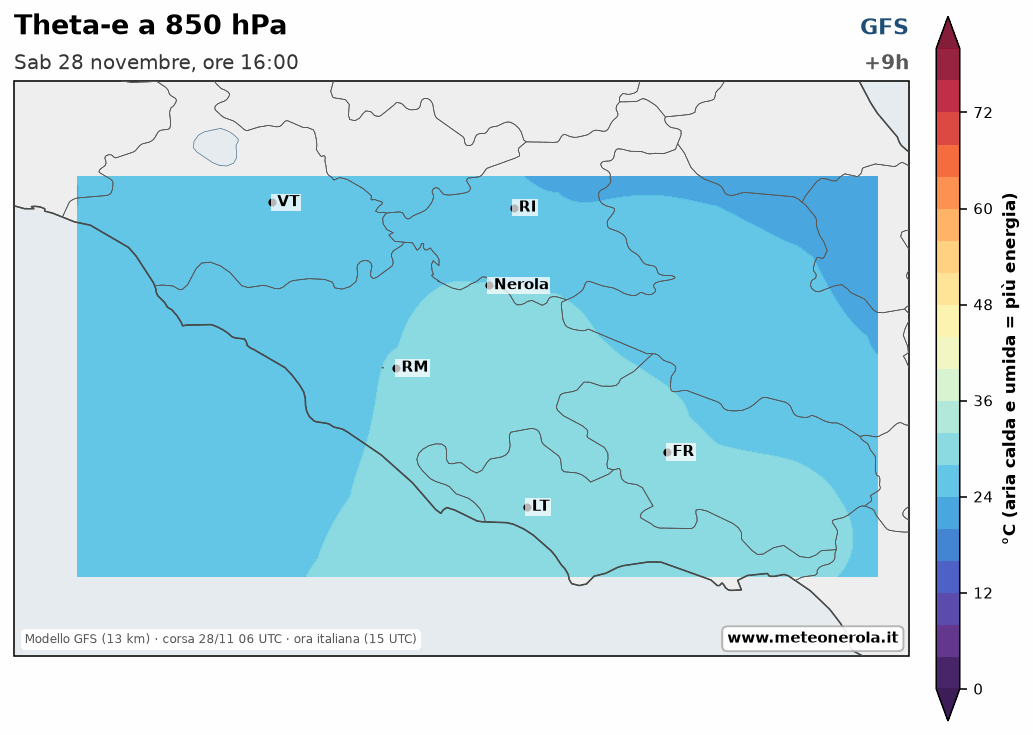 Theta-e a 850 hPa
GFS
Sab 28 novembre, ore 16:00
+9h
VT
RI
Nerola
RM
FR
LT
72
60
48
36
24
12
0
°C (aria calda e umida = più energia)
Modello GFS (13 km) · corsa 28/11 06 UTC · ora italiana (15 UTC)
www.meteonerola.it